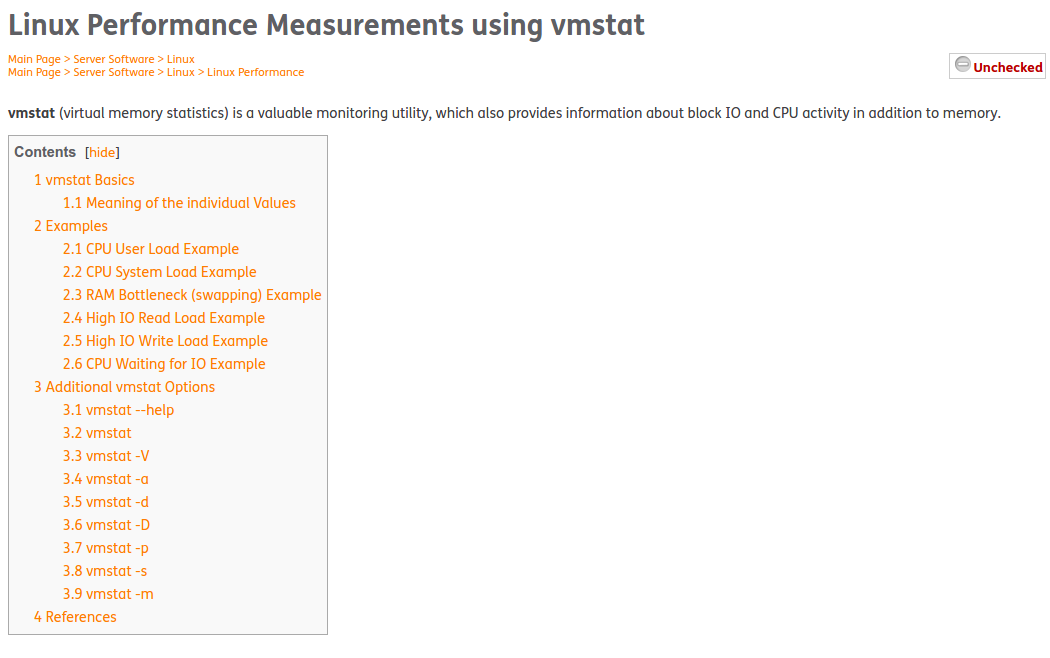 Linux Performance Measurements using vmstat
Main Page > Server Software > Linux
Main Page > Server Software > Linux > Linux Performance
Unchecked
vmstat (virtual memory statistics) is a valuable monitoring utility, which also provides information about block IO and CPU activity in addition to memory.
Contents [hide]
1 vmstat Basics
1.1 Meaning of the individual Values
2 Examples
2.1 CPU User Load Example
2.2 CPU System Load Example
2.3 RAM Bottleneck (swapping) Example
2.4 High IO Read Load Example
2.5 High IO Write Load Example
2.6 CPU Waiting for IO Example
3 Additional vmstat Options
3.1 vmstat --help
3.2 vmstat
3.3 vmstat -V
3.4 vmstat -a
3.5 vmstat -d
3.6 vmstat -D
3.7 vmstat -p
3.8 vmstat -s
3.9 vmstat -m
4 References